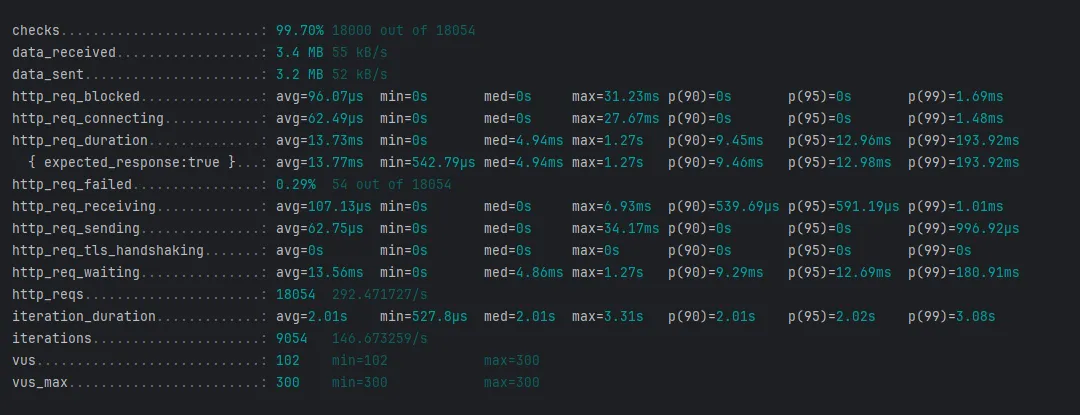 checks.........................: 99.70% 18000 out of 18054
data_received..................: 3.4 MB 55 kB/s
data_sent......................: 3.2 MB 52 kB/s
http_req_blocked...............: avg=96.07µs min=0s med=0s max=31.23ms p(90)=0s p(95)=0s p(99)=1.69ms
http_req_connecting............: avg=62.49µs min=0s med=0s max=27.67ms p(90)=0s p(95)=0s p(99)=1.48ms
http_req_duration..............: avg=13.73ms min=0s med=4.94ms max=1.27s p(90)=9.45ms p(95)=12.96ms p(99)=193.92ms
{ expected_response:true }...: avg=13.77ms min=542.79µs med=4.94ms max=1.27s p(90)=9.46ms p(95)=12.98ms p(99)=193.92ms
http_req_failed................: 0.29% 54 out of 18054
http_req_receiving.............: avg=107.13µs min=0s med=0s max=6.93ms p(90)=539.69µs p(95)=591.19µs p(99)=1.01ms
http_req_sending...............: avg=62.75µs min=0s med=0s max=34.17ms p(90)=0s p(95)=0s p(99)=996.92µs
http_req_tls_handshaking.......: avg=0s min=0s med=0s max=0s p(90)=0s p(95)=0s p(99)=0s
http_req_waiting...............: avg=13.56ms min=0s med=4.86ms max=1.27s p(90)=9.29ms p(95)=12.69ms p(99)=180.91ms
http_reqs......................: 18054 292.471727/s
iteration_duration.............: avg=2.01s min=527.8µs med=2.01s max=3.31s p(90)=2.01s p(95)=2.02s p(99)=3.08s
iterations.....................: 9054 146.673259/s
vus............................: 102 min=102 max=300
vus_max........................: 300 min=300 max=300